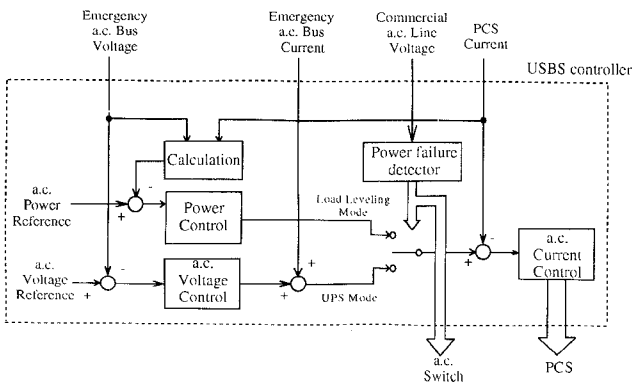 Emergency
a.c. Bus
Voltage
Emergency
a.c. Bus
Current
Commercial
a.c. Line
Voltage
PCS
Current
USBS controller
Calculation
Power failure
detector
a.c.
Power
Reference
-
+
Power
Control
Load Leveling
Mode
a.c.
Voltage
Reference
-
+
a.c.
Voltage
Control
+
+
UPS Mode
-
+
a.c.
Current
Control
a.c.
Switch
PCS